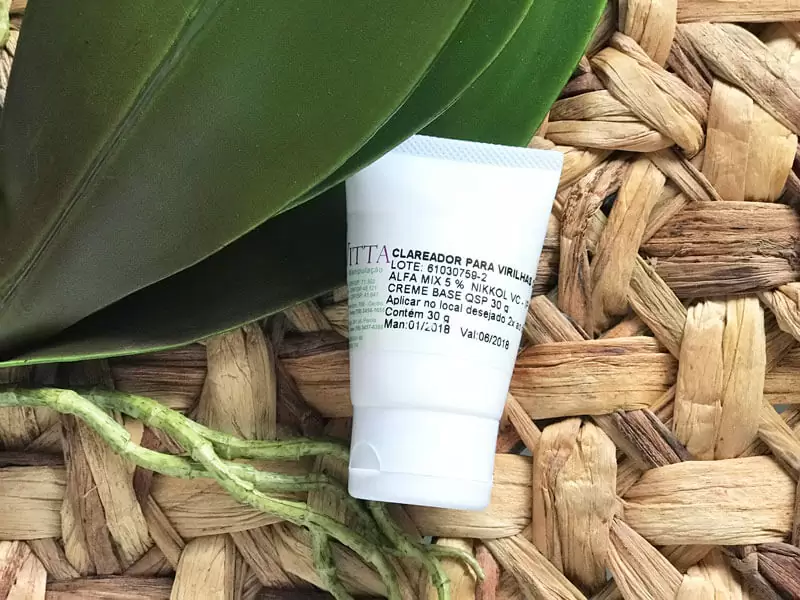 ITTA
manipulação
CLAREADOR PARA VIRILHAS
LOTE: 61030759-2
ALFA MIX 5 % NIKKOL VC-
CREME BASE QSP 30 g
Aplicar no local desejado 2x
Contém 30 g
Man:01/2018 Val:06/2018